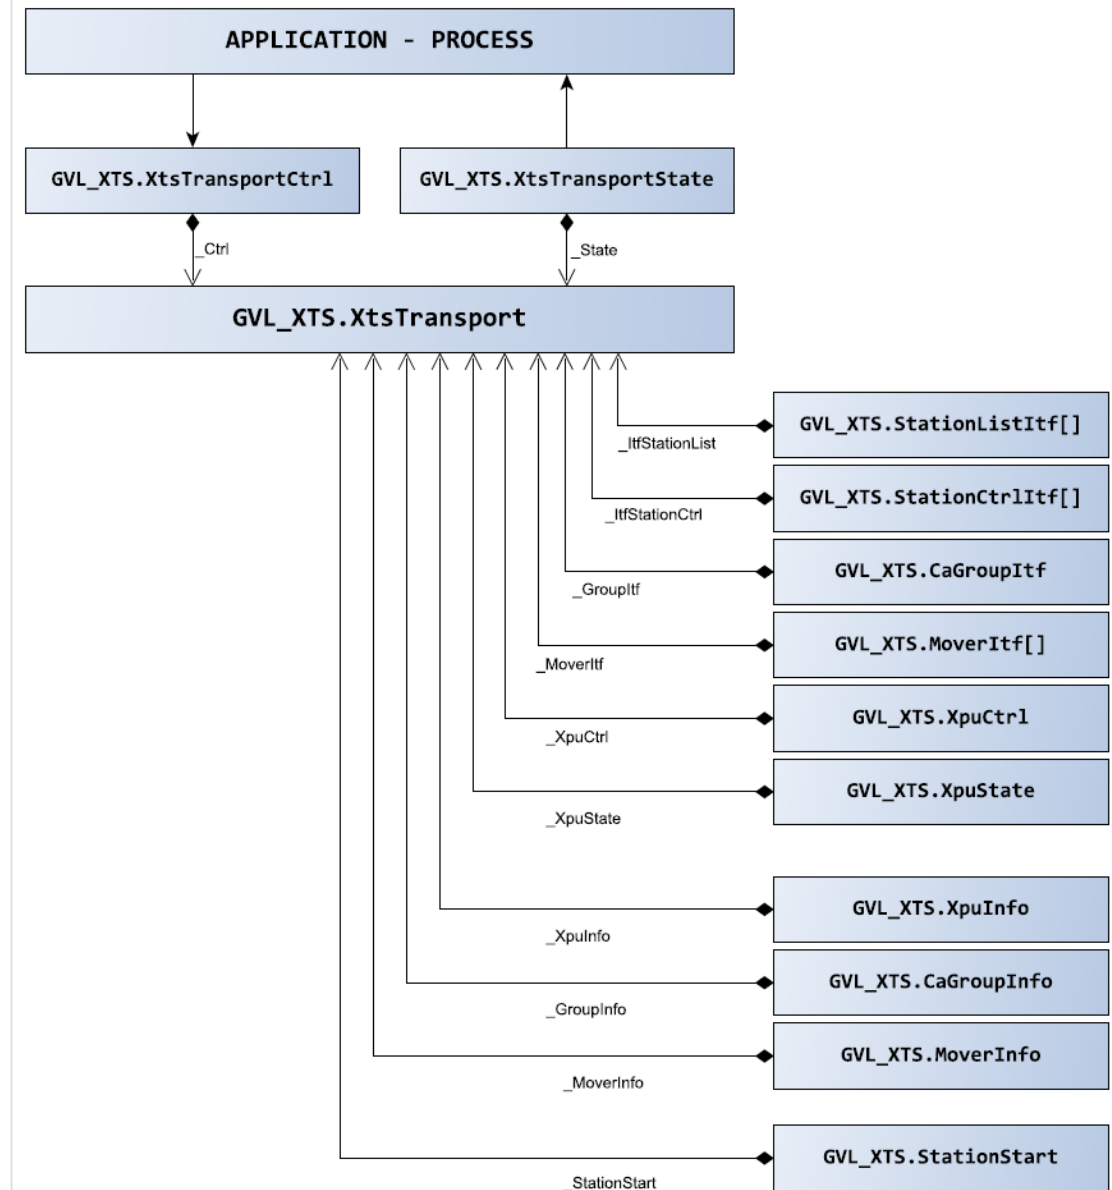 APPLICATION - PROCESS
GVL_XTS.XtsTransportCtrl
GVL_XTS.XtsTransportState
_Ctrl
_State
GVL_XTS.XtsTransport
GVL_XTS.StationListItf[]
_ItfStationList
GVL_XTS.StationCtrlItf[]
_ItfStationCtrl
GVL_XTS.CaGroupItf
_GroupItf
GVL_XTS.MoverItf[]
_MoverItf
GVL_XTS.XpuCtrl
_XpuCtrl
GVL_XTS.XpuState
_XpuState
GVL_XTS.XpuInfo
_XpuInfo
GVL_XTS.CaGroupInfo
_GroupInfo
GVL_XTS.MoverInfo
_MoverInfo
GVL_XTS.StationStart
_StationStart